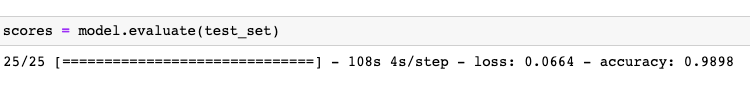 scores = model.evaluate(test_set)
25/25 [==============================] - 108s 4s/step - loss: 0.0664 - accuracy: 0.9898